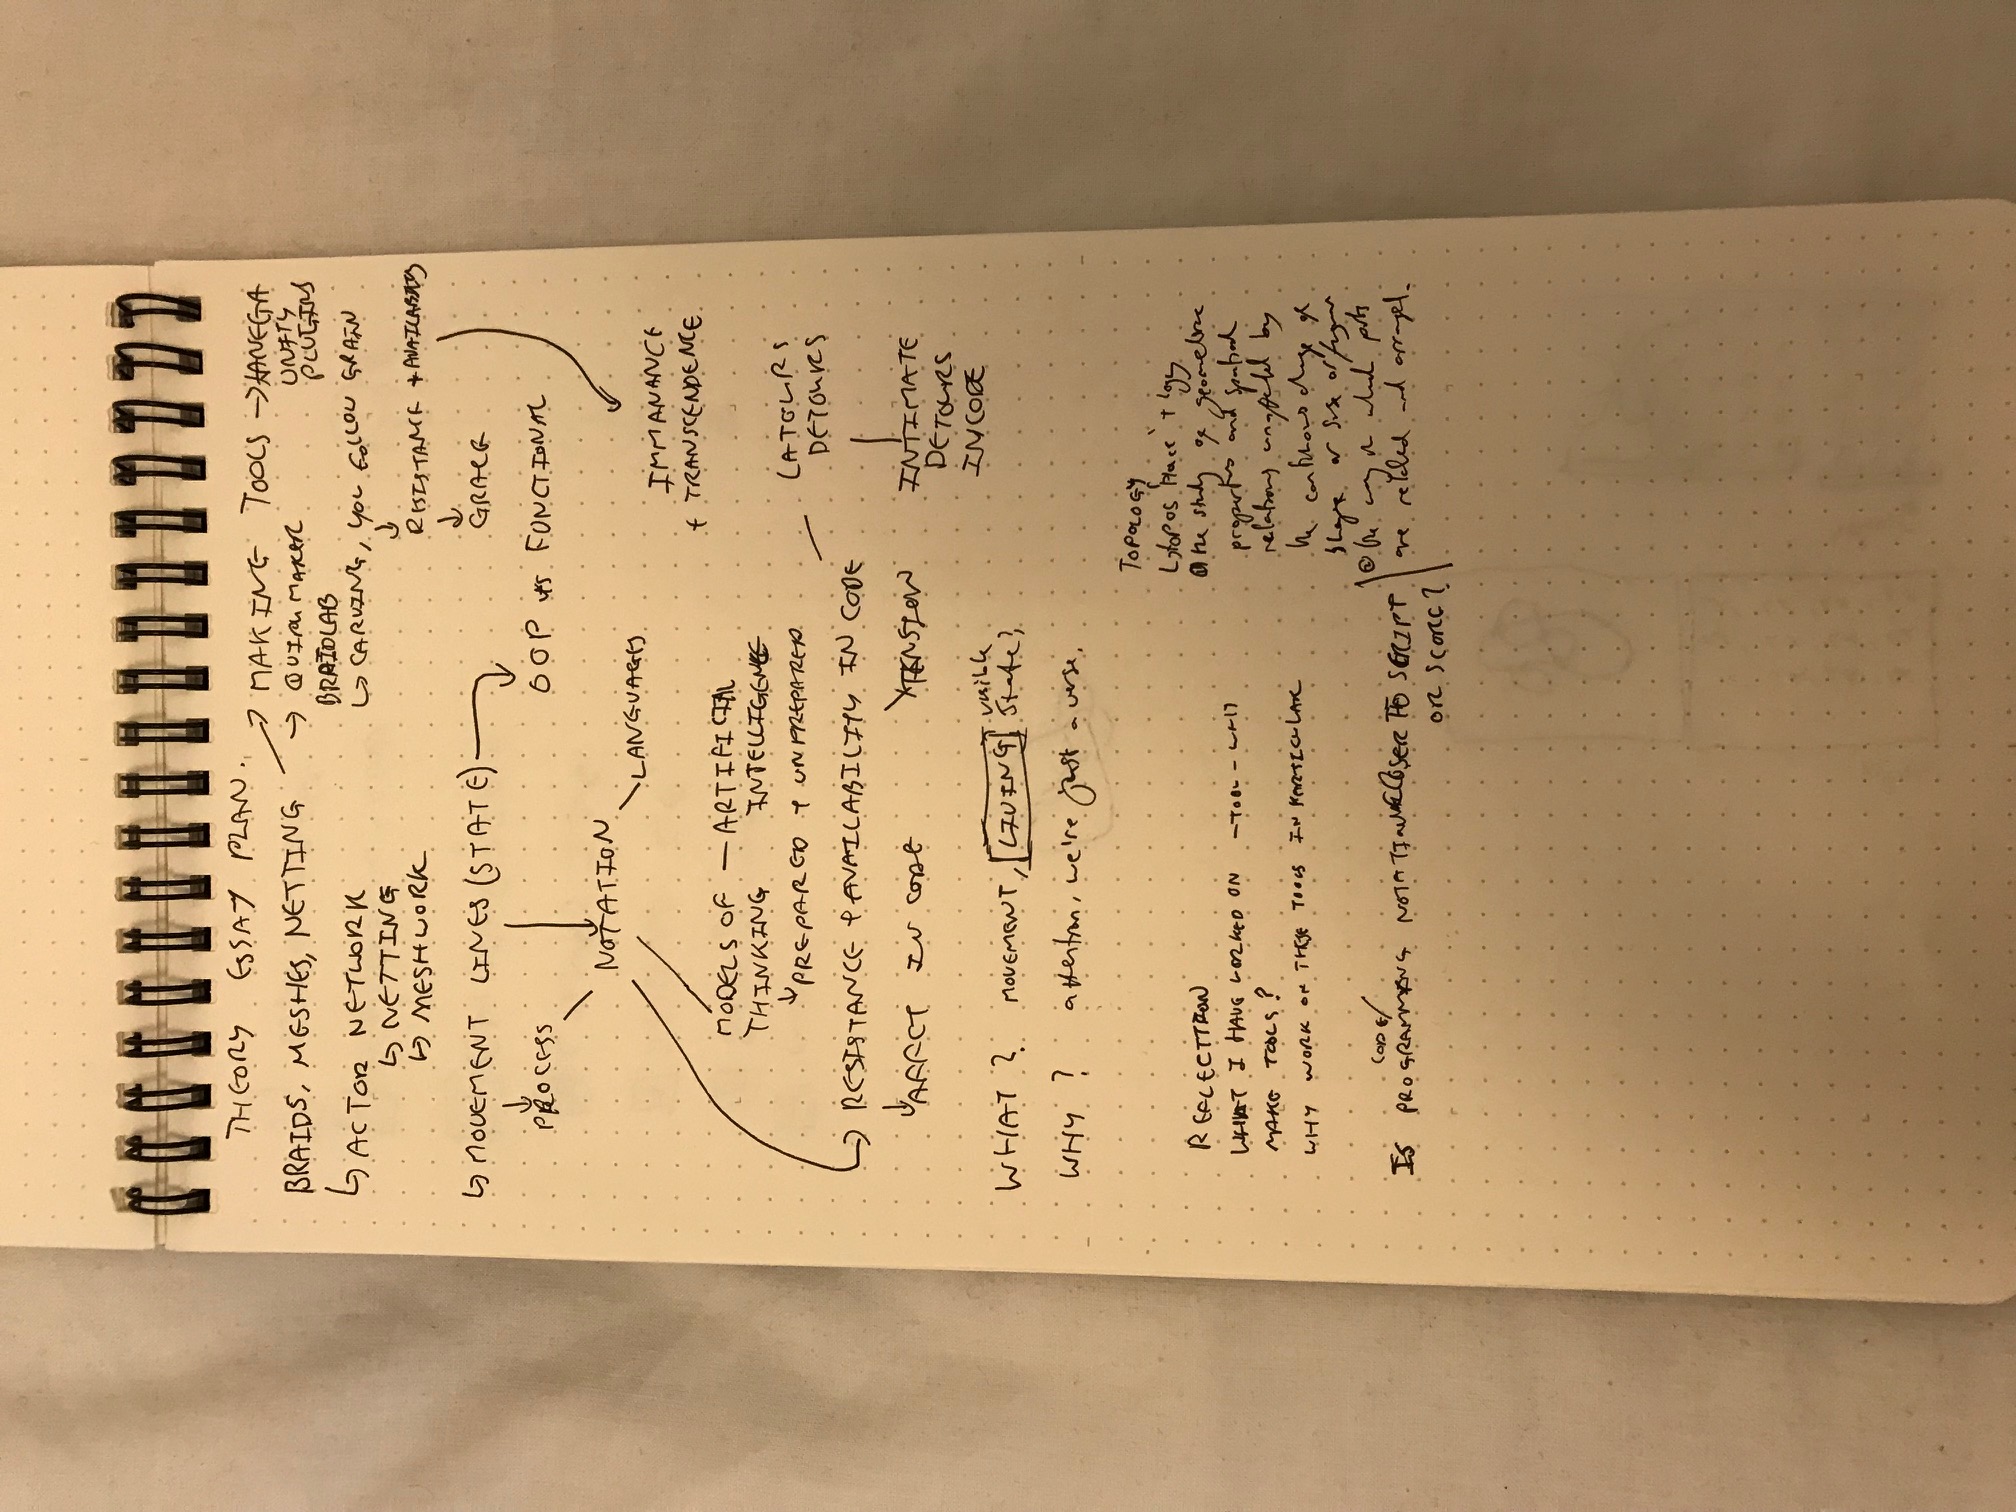 THEORY ESSAY PLAN.
BRAIDS, MESHES, NETTING
→ MAKING TOOLS →
UNITY
PLUGINS
→
BRAIDLAB
↳ CARVING, YOU FOLLOW GRAIN
↓
RESISTANCE + AVAILABILITY
↓
GRACE
↳ ACTOR NETWORK
↳ NETTING
↳ MESHWORK
↳ MOVEMENT LINES (STATE)
↓
PROCESS
OOP vs FUNCTIONAL
NOTATION
LANGUAGES
IMMANANCE
+ TRANSCENDENCE
MODELS OF — ARTIFICIAL
THINKING INTELLIGENCE
↓ PREPARED + UNPREPARED
LATOURS
DETOURS
→ RESISTANCE + AVAILABILITY IN CODE
↓ AFFECT IN CODE
TENSION
INTIMATE
DETOURS
IN CODE
WHAT? MOVEMENT, LIVING visible
State?
WHY? attention, we're just a verse.
REFLECTTION
WHAT I HAVE WORKED ON - TOOL - WHY
MAKE TOOLS?
WHY WORK ON THESE TOOLS IN PARTICULAR
TOPOLOGY
↳ TOPOS 'Place' + logy
① the study of geometric
properties and spatial
relations unaffected by
the continuous change of
shape or size of figures
② the way in which parts
are related and arranged.
CODE/
IS PROGRAMMING NOTATION CLOSER TO SCRIPT
OR SCORE?